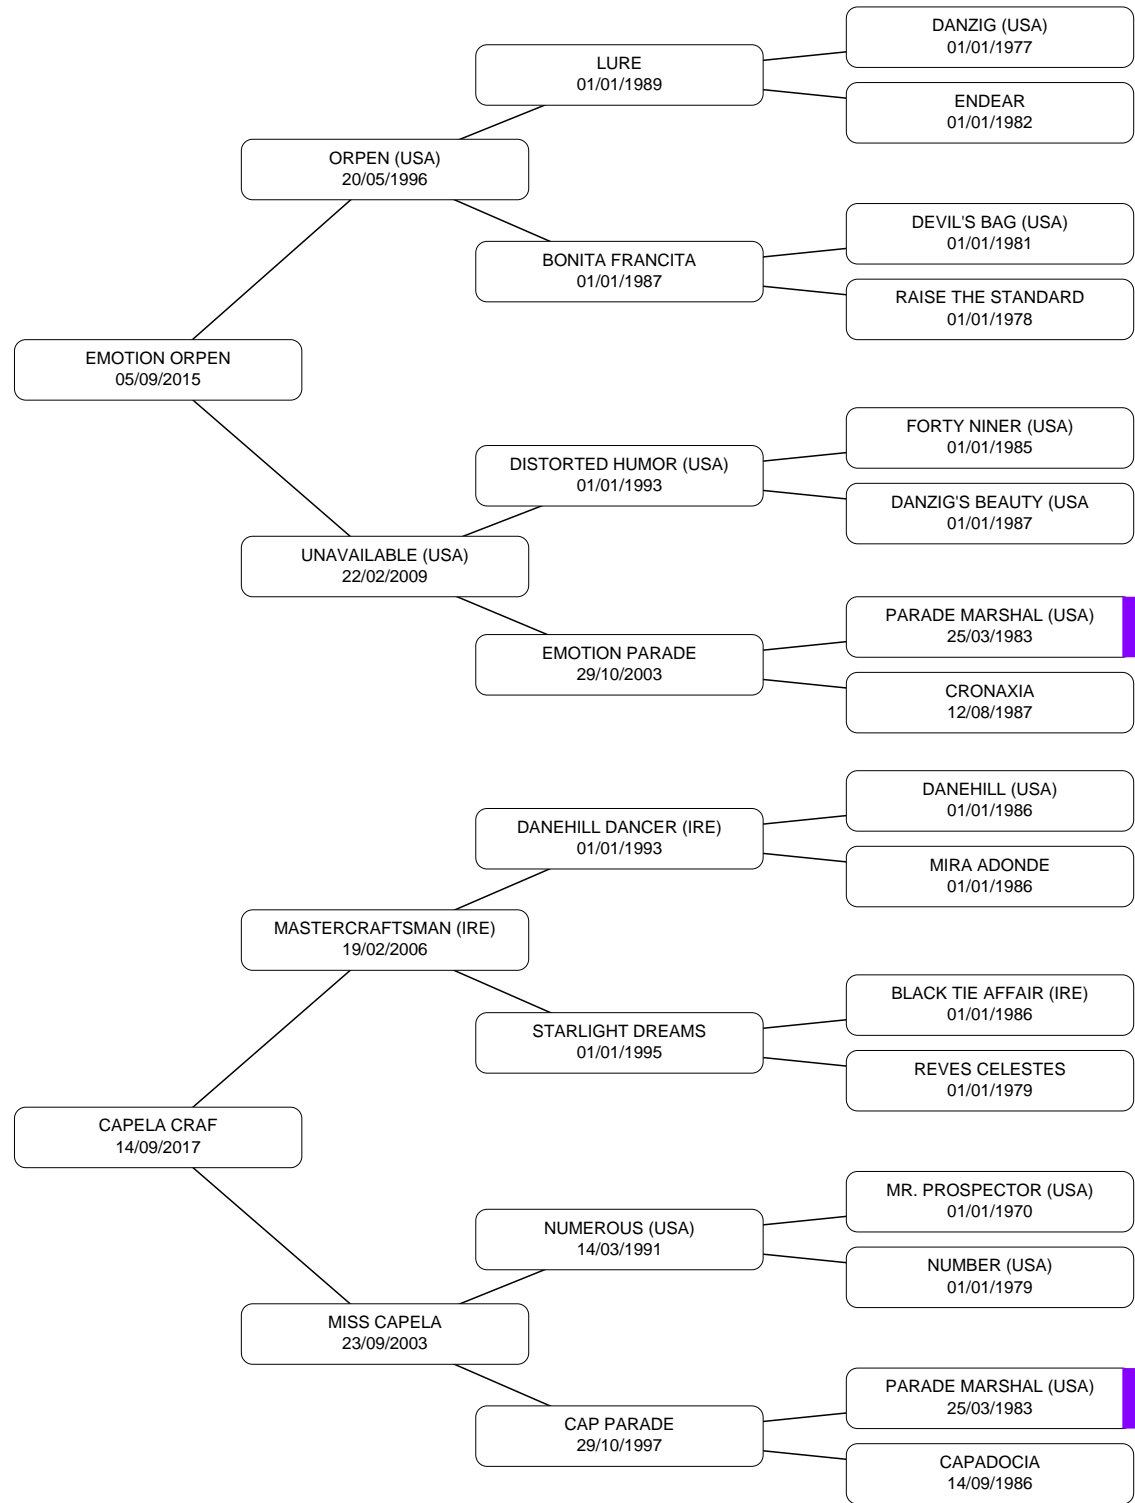 DANZIG (USA)
01/01/1977
LURE
01/01/1989
ENDEAR
01/01/1982
ORPEN (USA)
20/05/1996
DEVIL'S BAG (USA)
01/01/1981
BONITA FRANCITA
01/01/1987
RAISE THE STANDARD
01/01/1978
EMOTION ORPEN
05/09/2015
FORTY NINER (USA)
01/01/1985
DISTORTED HUMOR (USA)
01/01/1993
DANZIG'S BEAUTY (USA
01/01/1987
UNAVAILABLE (USA)
22/02/2009
PARADE MARSHAL (USA)
25/03/1983
EMOTION PARADE
29/10/2003
CRONAXIA
12/08/1987
DANEHILL (USA)
01/01/1986
DANEHILL DANCER (IRE)
01/01/1993
MIRA ADONDE
01/01/1986
MASTERCRAFTSMAN (IRE)
19/02/2006
BLACK TIE AFFAIR (IRE)
01/01/1986
STARLIGHT DREAMS
01/01/1995
REVES CELESTES
01/01/1979
CAPELA CRAF
14/09/2017
MR. PROSPECTOR (USA)
01/01/1970
NUMEROUS (USA)
14/03/1991
NUMBER (USA)
01/01/1979
MISS CAPELA
23/09/2003
PARADE MARSHAL (USA)
25/03/1983
CAP PARADE
29/10/1997
CAPADOCIA
14/09/1986